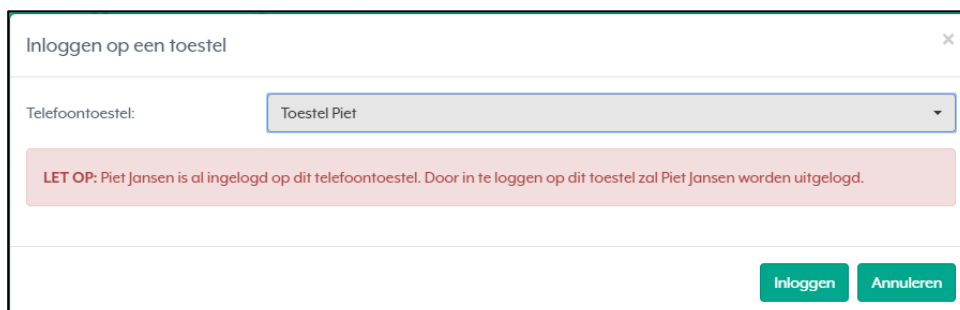 Inloggen op een toestel
×
Telefoontoestel:
Toestel Piet
LET OP: Piet Jansen is al ingelogd op dit telefoontoestel. Door in te loggen op dit toestel zal Piet Jansen worden uitgelogd.
Inloggen
Annuleren